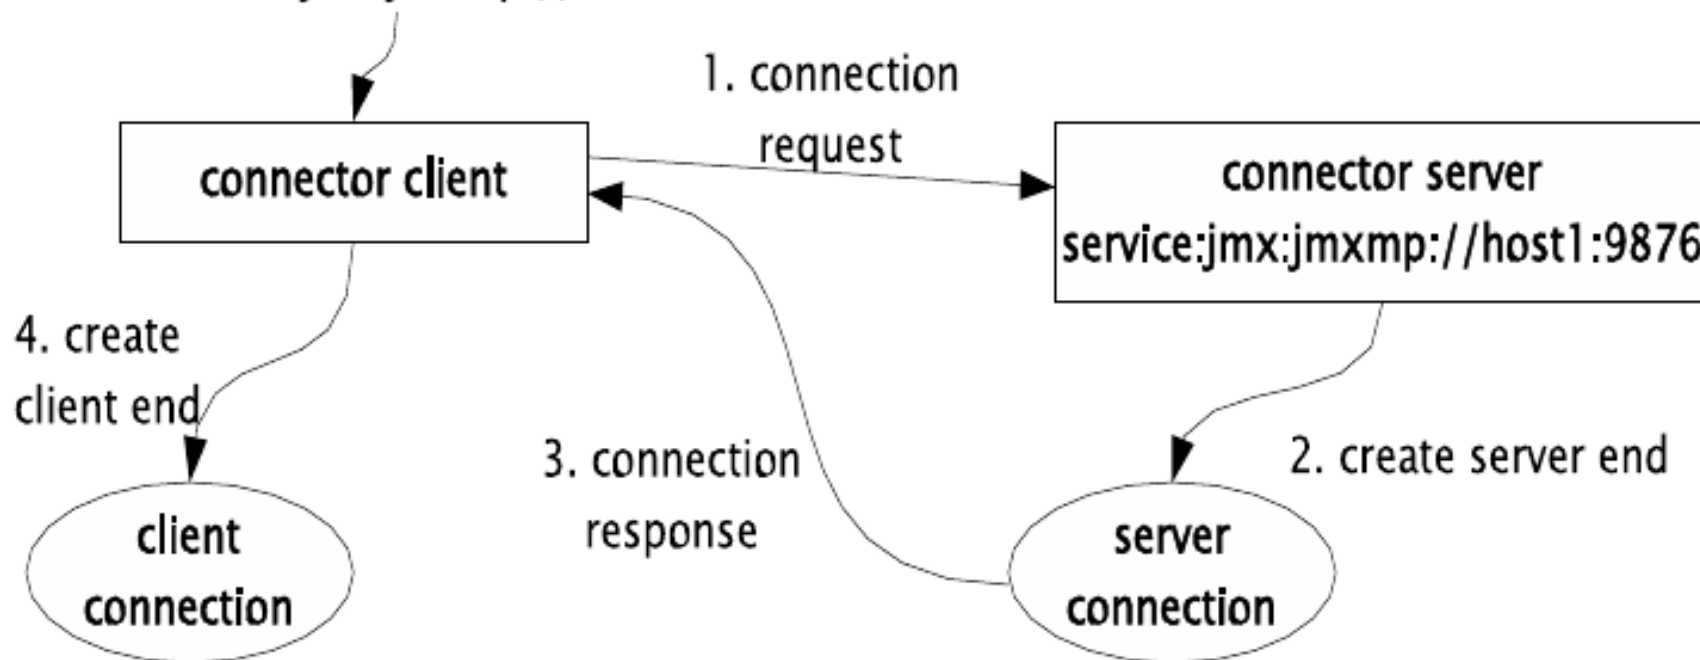 1. connection
request
connector client
connector server
service:jmx:jmxmp://host1:9876
4. create
client end
3. connection
response
2. create server end
client
connection
server
connection